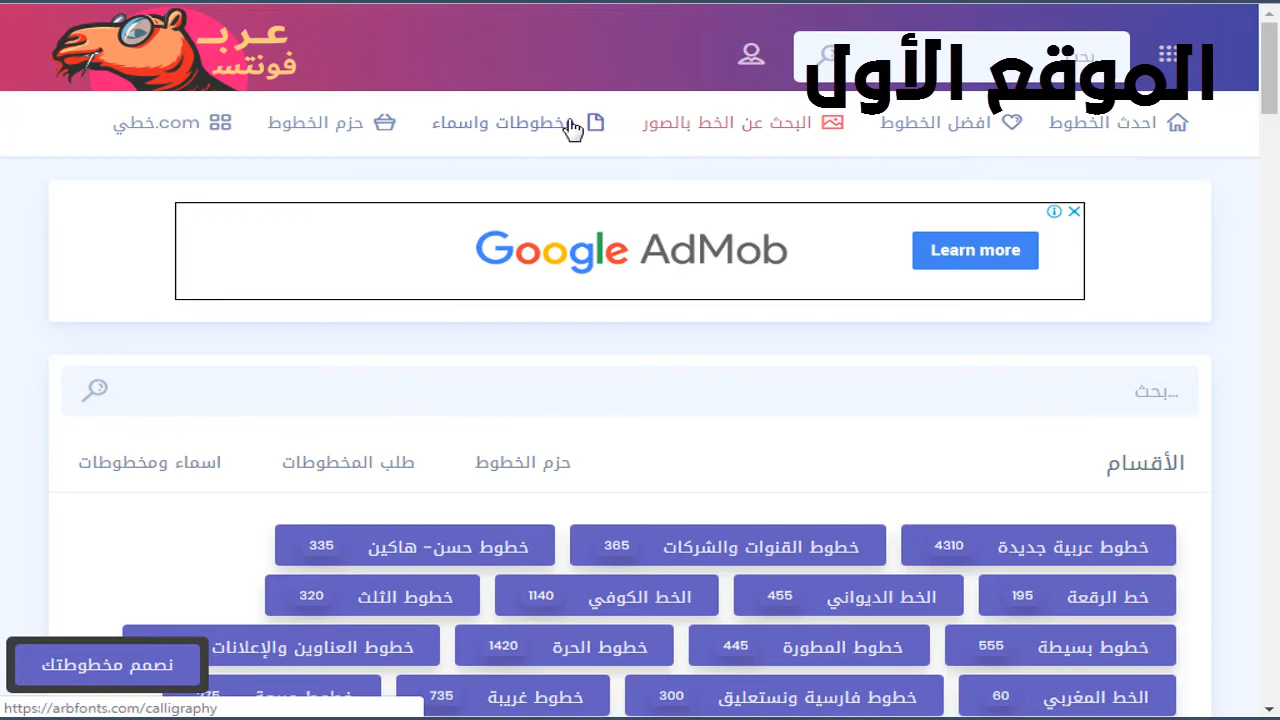 عربـ
فونتس
الموقع الأول
احدث الخطوط
افضل الخطوط
البحث عن الخط بالصور
مخطوطات واسماء
حزم الخطوط
خطي.com
Google AdMob
Learn more
بحث...
الأقسام
حزم الخطوط
طلب المخطوطات
اسماء ومخطوطات
خطوط عربية جديدة 4310
خطوط القنوات والشركات 365
خطوط حسن- هاكين 335
خط الرقعة 195
الخط الديواني 455
الخط الكوفي 1140
خطوط الثلث 320
خطوط بسيطة 555
خطوط المطورة 445
خطوط الحرة 1420
خطوط العناوين والإعلانات
نصمم مخطوطتك
الخط المغربي 60
خطوط فارسية ونستعليق 300
خطوط غريبة 735
https://arbfonts.com/calligraphy